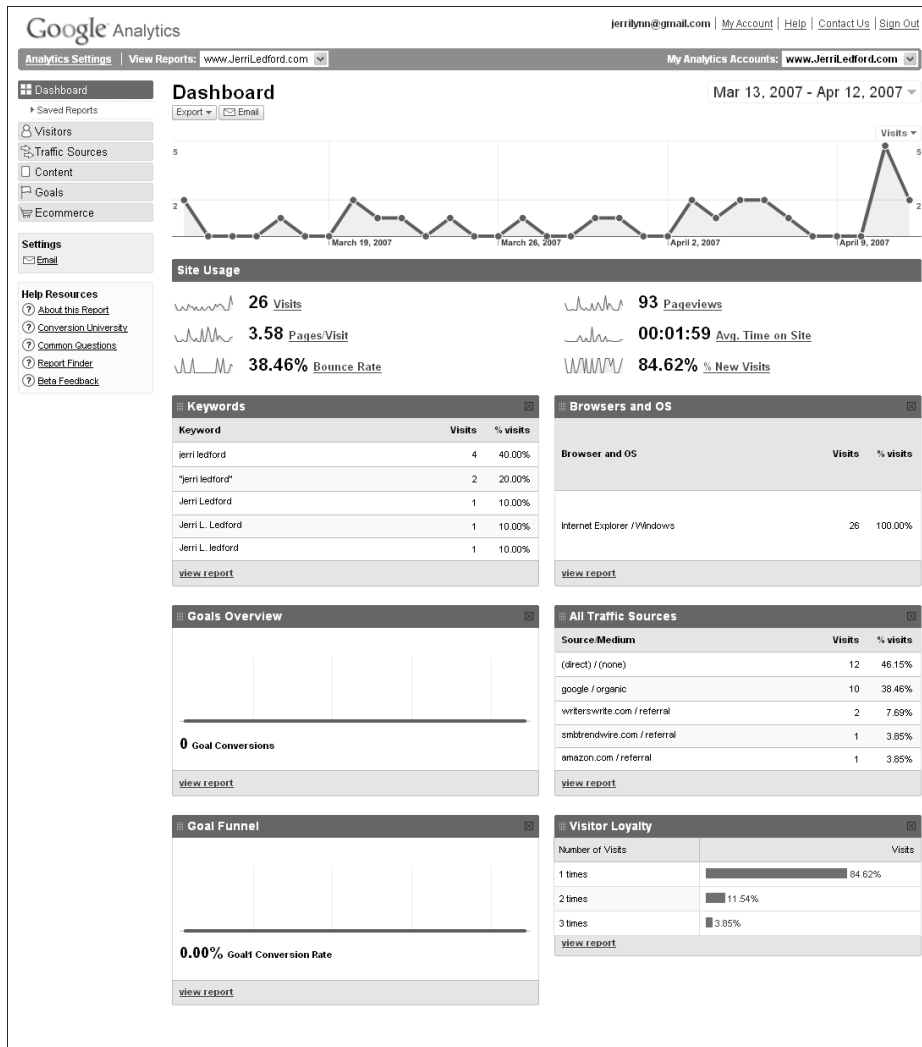 Google Analytics
jerrilynn@gmail.com | My Account | Help | Contact Us | Sign Out
Analytics Settings | View Reports: www.JerriLedford.com
My Analytics Accounts: www.JerriLedford.com
Dashboard
Saved Reports
Visitors
Traffic Sources
Content
Goals
Ecommerce
Settings
Email
Help Resources
? About this Report
? Conversion University
? Common Questions
? Report Finder
? Beta Feedback
Dashboard
Mar 13, 2007 - Apr 12, 2007
Export Email
Visits
5 5
2 2
March 19, 2007 March 26, 2007 April 2, 2007 April 9, 2007
Site Usage
26 Visits
93 Pageviews
3.58 Pages/Visit
00:01:59 Avg. Time on Site
38.46% Bounce Rate
84.62% % New Visits
Keywords
Keyword Visits % visits
jerri ledford 4 40.00%
"jerri ledford" 2 20.00%
Jerri Ledford 1 10.00%
Jerri L. Ledford 1 10.00%
Jerri L. ledford 1 10.00%
view report
Browsers and OS
Browser and OS Visits % visits
Internet Explorer / Windows 26 100.00%
view report
Goals Overview
0 Goal Conversions
view report
All Traffic Sources
Source/Medium Visits % visits
(direct) / (none) 12 46.15%
google / organic 10 38.46%
writerswrite.com / referral 2 7.69%
smbtrendwire.com / referral 1 3.85%
amazon.com / referral 1 3.85%
view report
Goal Funnel
0.00% Goal1 Conversion Rate
view report
Visitor Loyalty
Number of Visits Visits
1 times 84.62%
2 times 11.54%
3 times 3.85%
view report